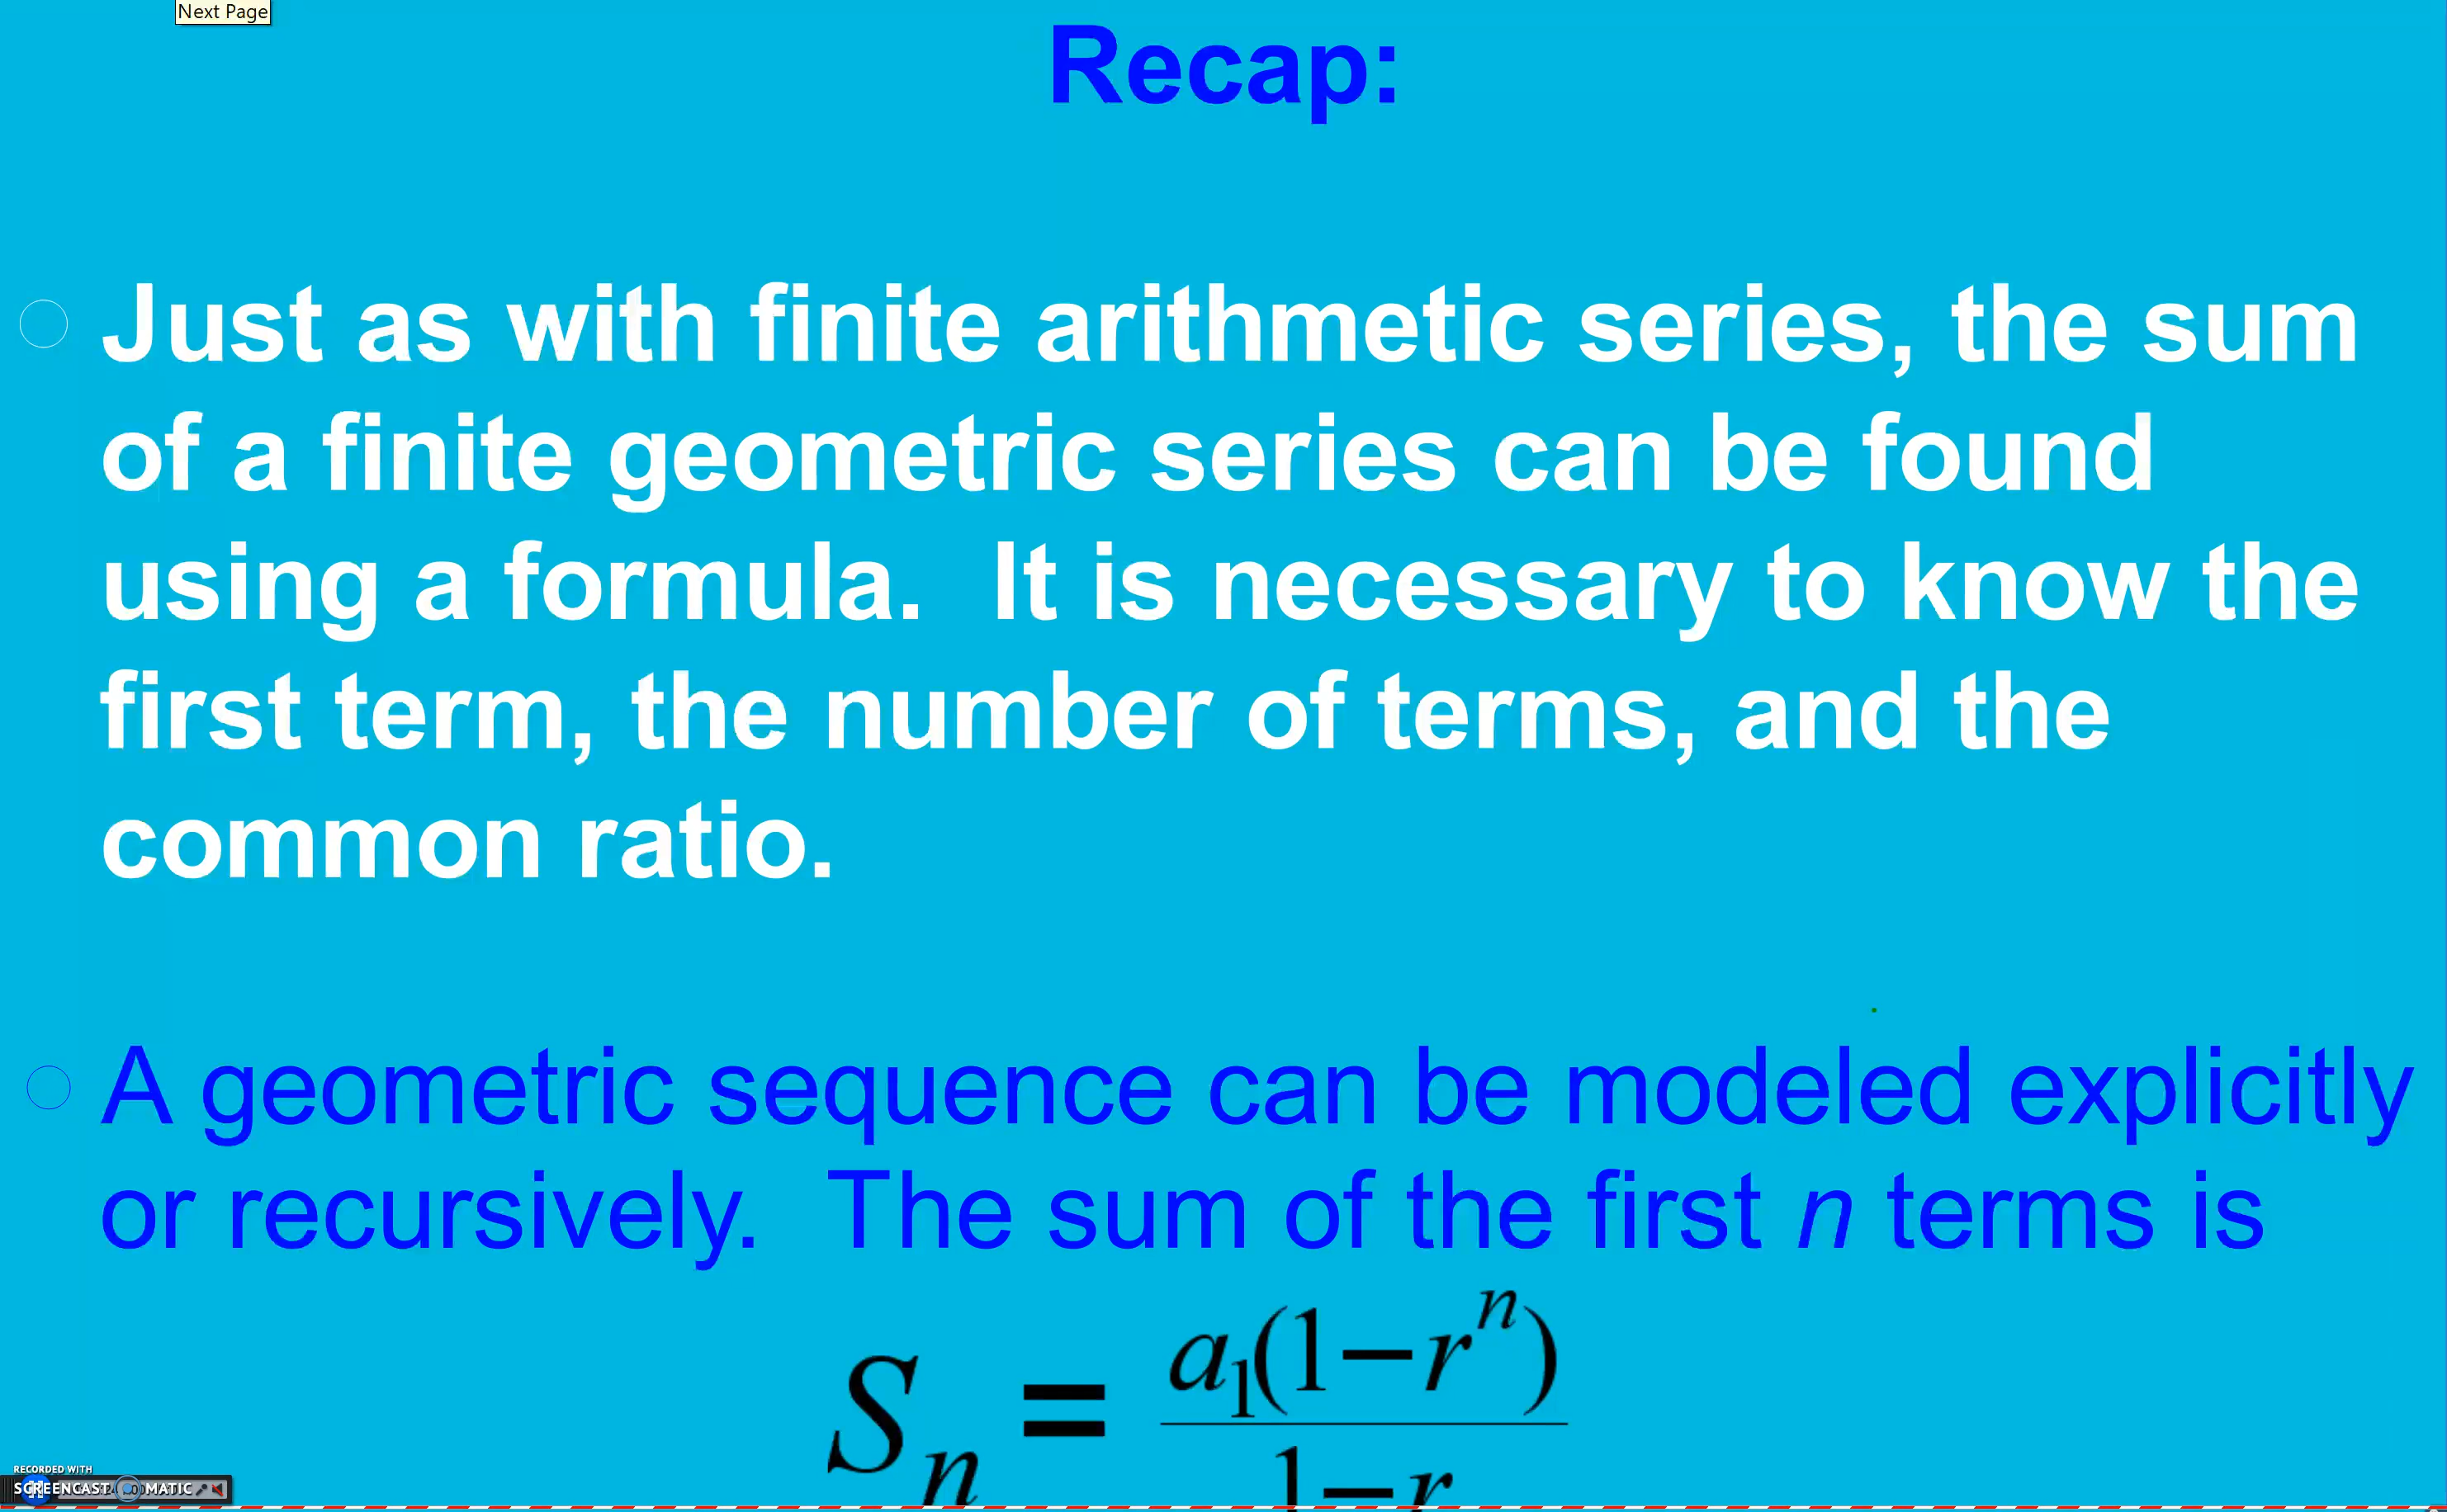 Next Page
Recap:
Just as with finite arithmetic series, the sum
of a finite geometric series can be found
using a formula.  It is necessary to know the
first term, the number of terms, and the
common ratio.
A geometric sequence can be modeled explicitly
or recursively.  The sum of the first n terms is
Sₙ = a₁(1−rⁿ) / 1−r
RECORDED WITH
SCREENCAST MATIC